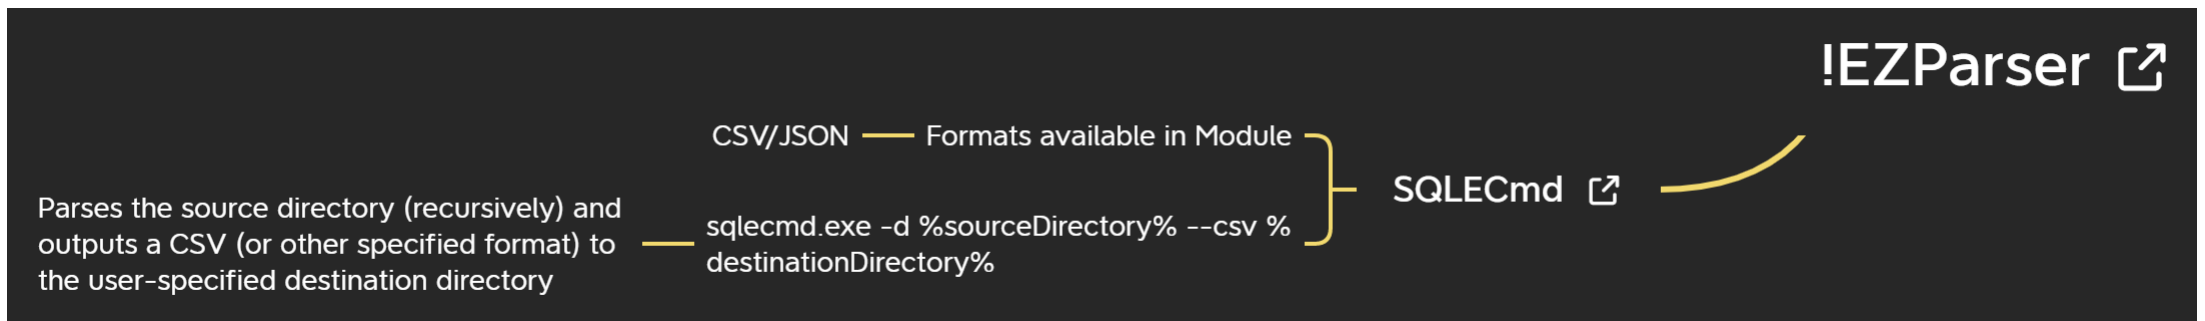 !EZParser
CSV/JSON
Formats available in Module
SQLECmd
Parses the source directory (recursively) and
outputs a CSV (or other specified format) to
the user-specified destination directory
sqlecmd.exe -d %sourceDirectory% --csv %
destinationDirectory%